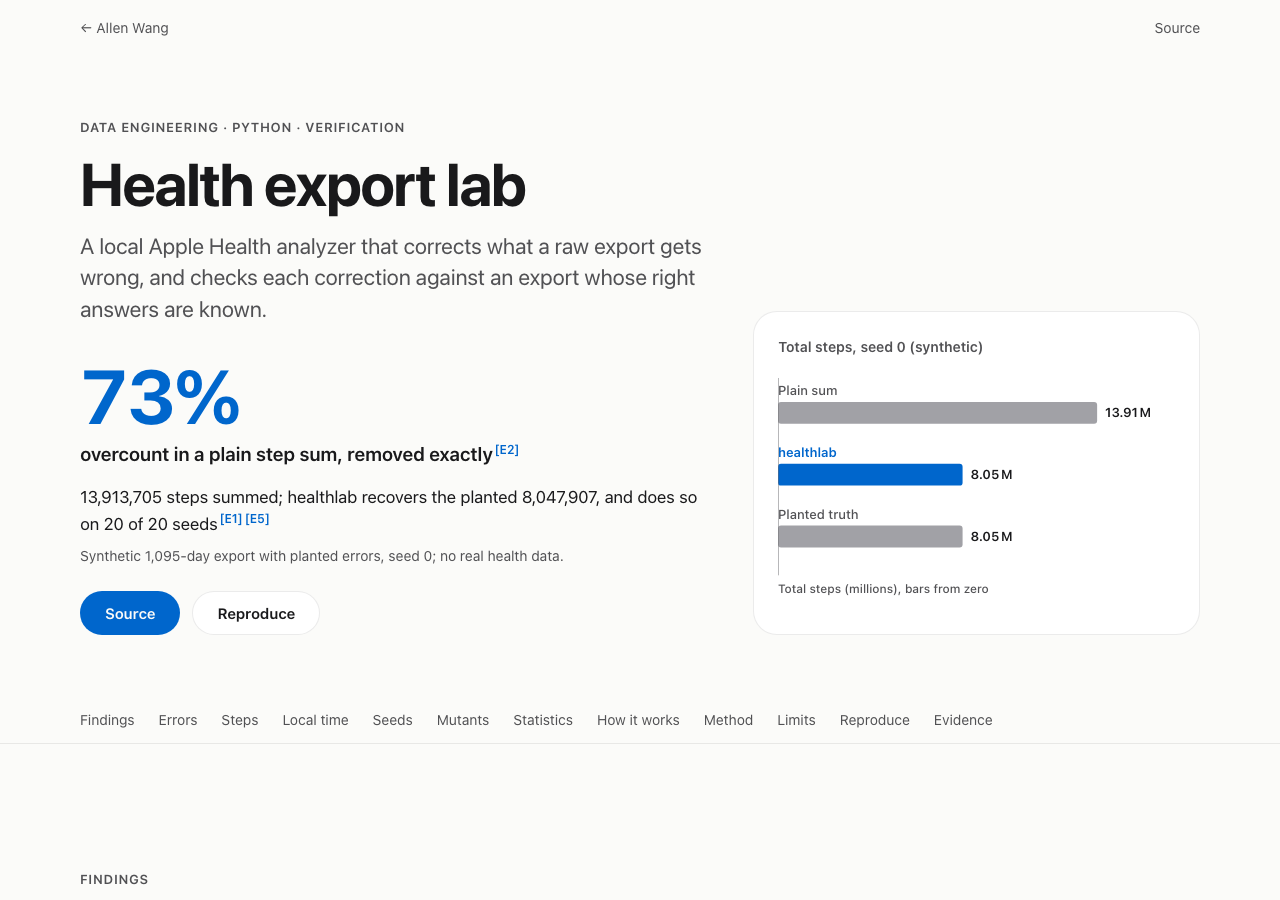 ← Allen Wang
Source
DATA ENGINEERING · PYTHON · VERIFICATION
Health export lab
A local Apple Health analyzer that corrects what a raw export gets
wrong, and checks each correction against an export whose right
answers are known.
73%
overcount in a plain step sum, removed exactly [E2]
13,913,705 steps summed; healthlab recovers the planted 8,047,907, and does so
on 20 of 20 seeds [E1] [E5]
Synthetic 1,095-day export with planted errors, seed 0; no real health data.
Source
Reproduce
Total steps, seed 0 (synthetic)
Plain sum
13.91 M
healthlab
8.05 M
Planted truth
8.05 M
Total steps (millions), bars from zero
Findings Errors Steps Local time Seeds Mutants Statistics How it works Method Limits Reproduce Evidence
FINDINGS